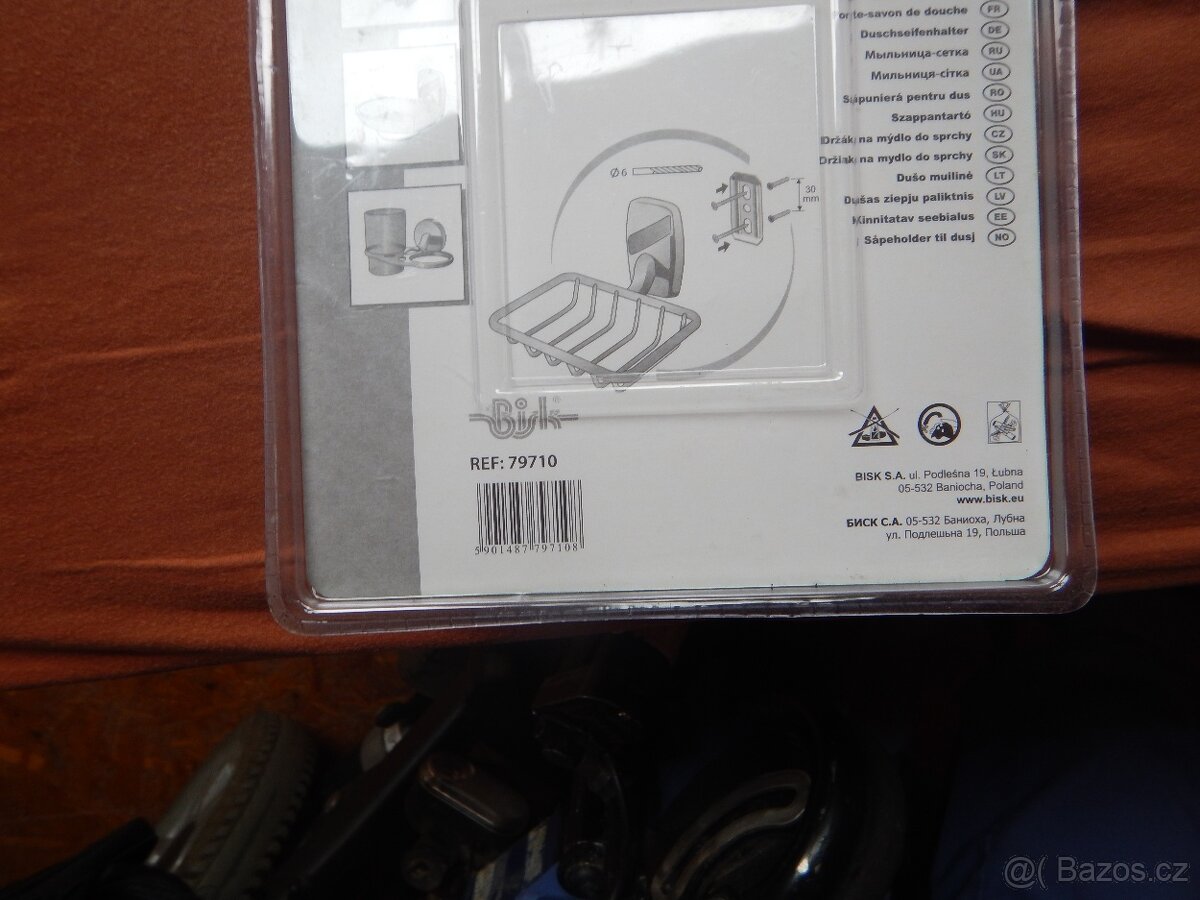 orte-savon de douche FR
Duschseifenhalter DE
Мыльница-сетка RU
Мильниця-сітка UA
Săpunieră pentru dus RO
Szappantartó HU
Držák na mýdlo do sprchy CZ
Držiak na mydlo do sprchy SK
Dušo muilinė LT
Dušas ziepju paliktnis LV
Kinnitatav seebialus EE
Såpeholder til dusj NO
Ø6
30
mm
Bisk®
REF: 79710
5 901487 797108
BISK S.A. ul. Podleśna 19, Łubna
05-532 Baniocha, Poland
www.bisk.eu
БИСК С.А. 05-532 Баниоха, Лубна
ул. Подлешьна 19, Польша
@( Bazos.cz